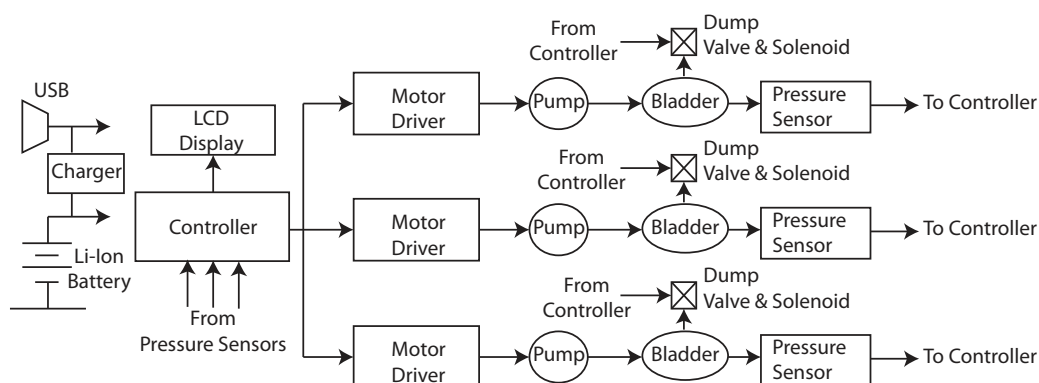 USB
Charger
Li-Ion
Battery
LCD
Display
Controller
From
Pressure Sensors
Motor
Driver
Pump
Bladder
From
Controller
Dump
Valve & Solenoid
Pressure
Sensor
To Controller
Motor
Driver
Pump
Bladder
From
Controller
Dump
Valve & Solenoid
Pressure
Sensor
To Controller
Motor
Driver
Pump
Bladder
From
Controller
Dump
Valve & Solenoid
Pressure
Sensor
To Controller